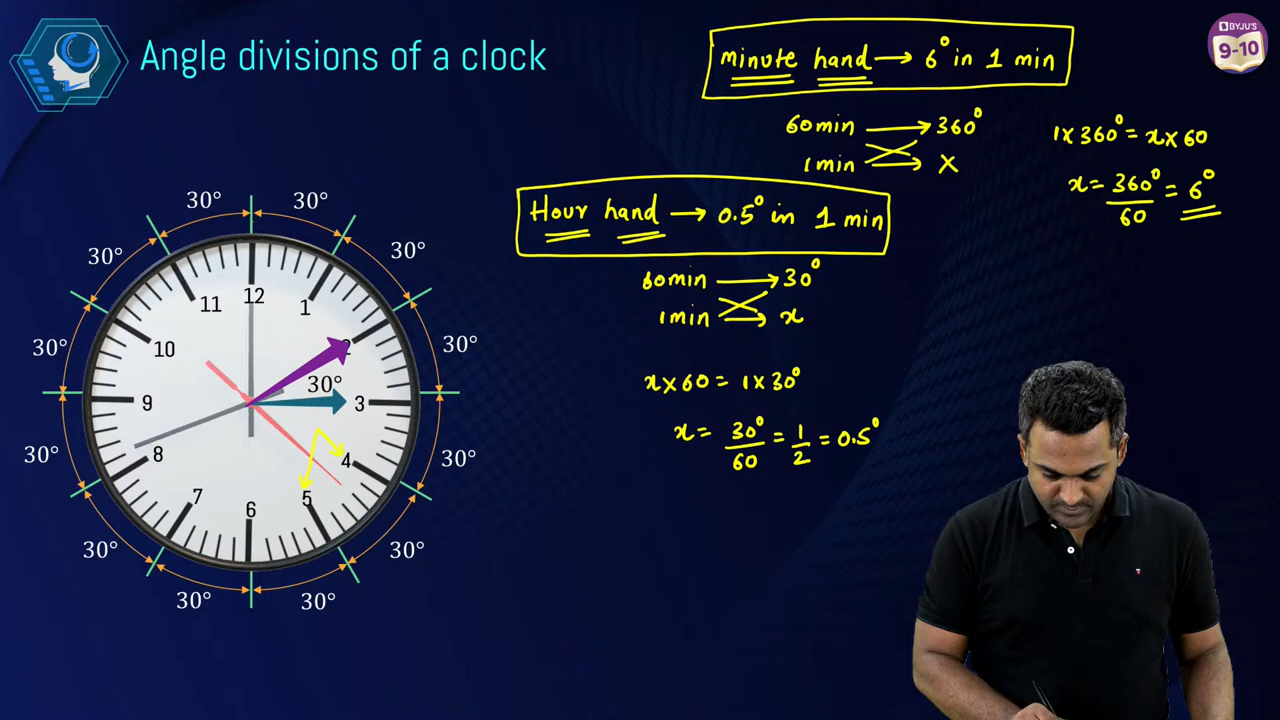 Angle divisions of a clock
BYJU'S
9-10
minute hand → 6° in 1 min
60min → 360°
1min → x
1 x 360° = x x 60
x = 360°/60 = 6°
Hour hand → 0.5° in 1 min
60min → 30°
1min → x
x x 60 = 1 x 30°
x = 30°/60 = 1/2 = 0.5°
30° 30°
30° 30°
30° 30°
30° 30°
30° 30°
30° 30°
12
11 1
10 2
30°
9 3
8 4
7 5
6